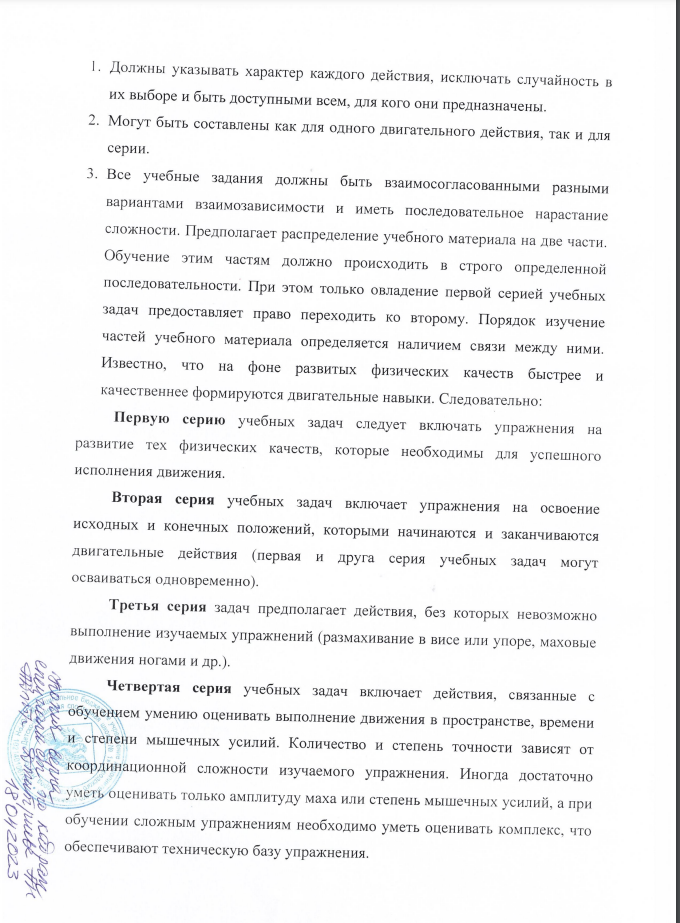 1. Должны указывать характер каждого действия, исключать случайность в
их выборе и быть доступными всем, для кого они предназначены.
2. Могут быть составлены как для одного двигательного действия, так и для
серии.
3. Все учебные задания должны быть взаимосогласованными разными
вариантами взаимозависимости и иметь последовательное нарастание
сложности. Предполагает распределение учебного материала на две части.
Обучение этим частям должно происходить в строго определенной
последовательности. При этом только овладение первой серией учебных
задач предоставляет право переходить ко второму. Порядок изучение
частей учебного материала определяется наличием связи между ними.
Известно, что на фоне развитых физических качеств быстрее и
качественнее формируются двигательные навыки. Следовательно:
Первую серию учебных задач следует включать упражнения на
развитие тех физических качеств, которые необходимы для успешного
исполнения движения.
Вторая серия учебных задач включает упражнения на освоение
исходных и конечных положений, которыми начинаются и заканчиваются
двигательные действия (первая и друга серия учебных задач могут
осваиваться одновременно).
Третья серия задач предполагает действия, без которых невозможно
выполнение изучаемых упражнений (размахивание в висе или упоре, маховые
движения ногами и др.).
Четвертая серия учебных задач включает действия, связанные с
обучением умению оценивать выполнение движения в пространстве, времени
и степени мышечных усилий. Количество и степень точности зависят от
координационной сложности изучаемого упражнения. Иногда достаточно
уметь оценивать только амплитуду маха или степень мышечных усилий, а при
обучении сложным упражнениям необходимо уметь оценивать комплекс, что
обеспечивают техническую базу упражнения.
Копия верна
специалист по кадрам
18.04.2023